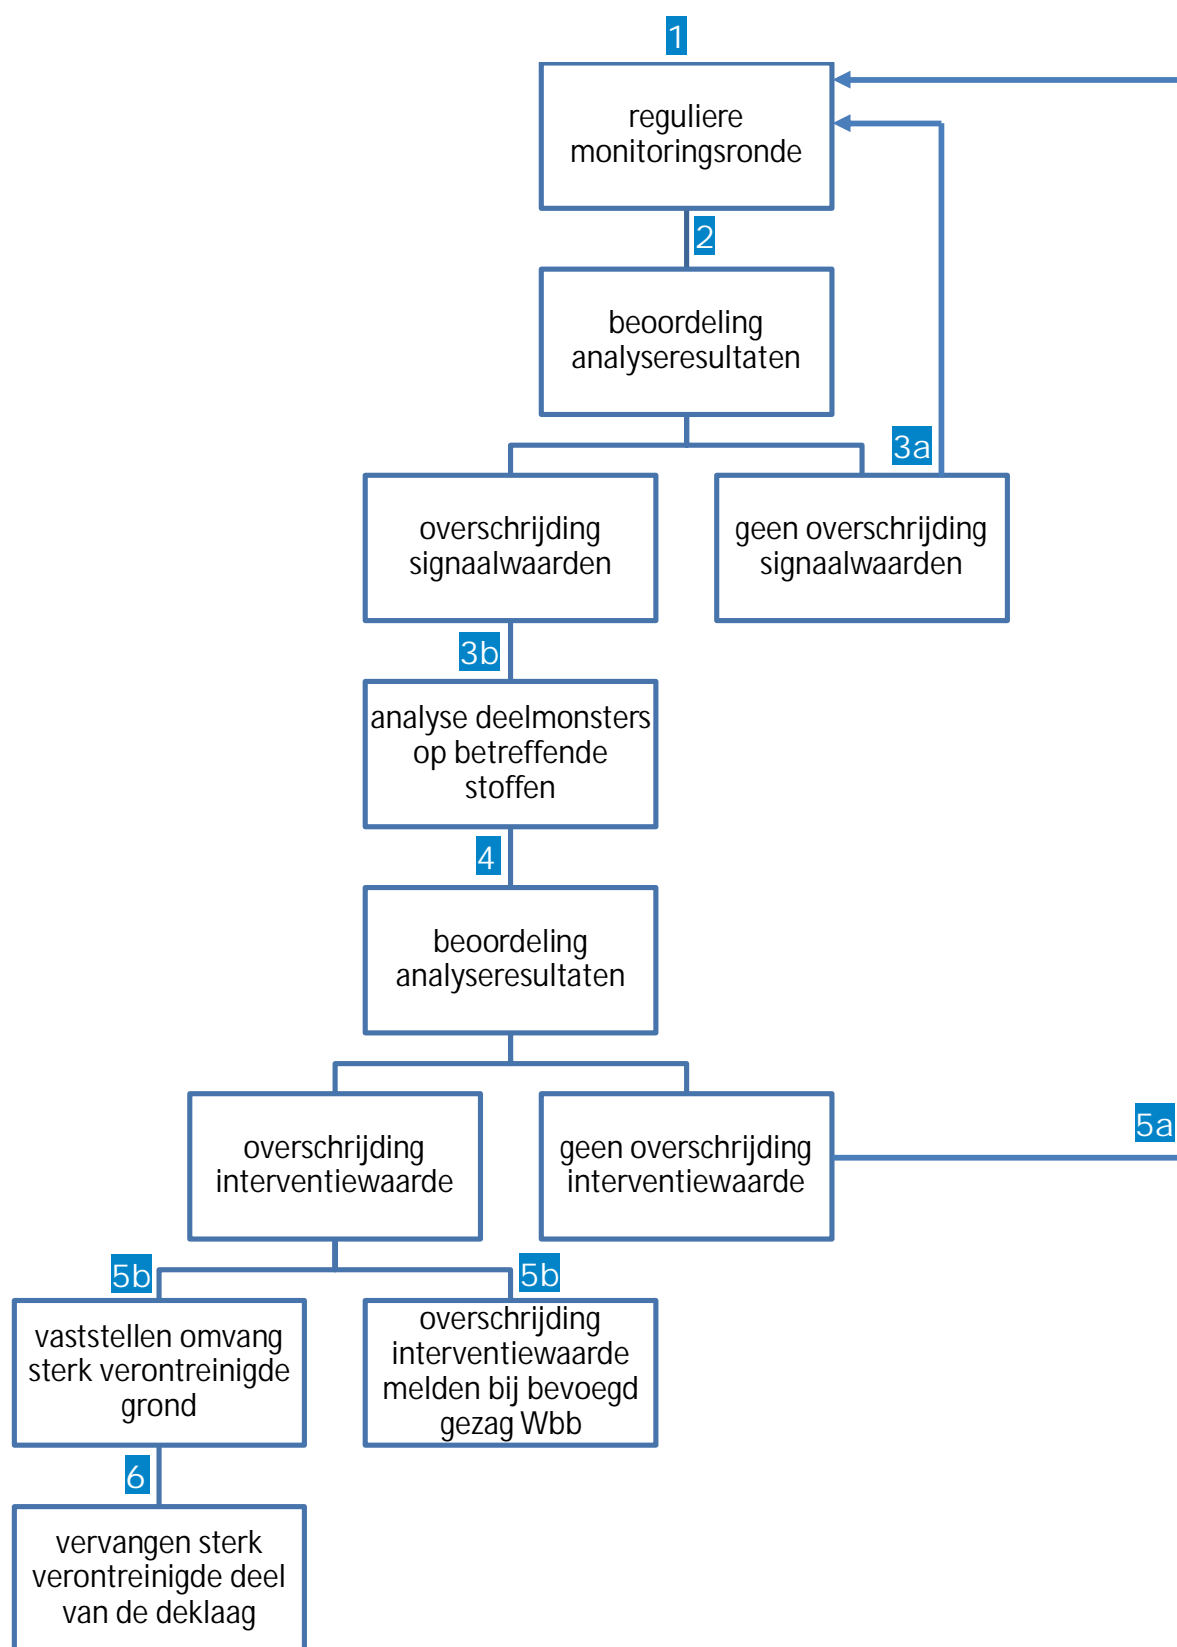 1
reguliere
monitoringsronde
2
beoordeling
analyseresultaten
3a
overschrijding
signaalwaarden
geen overschrijding
signaalwaarden
3b
analyse deelmonsters
op betreffende
stoffen
4
beoordeling
analyseresultaten
overschrijding
interventiewaarde
geen overschrijding
interventiewaarde
5a
5b
5b
vaststellen omvang
sterk verontreinigde
grond
overschrijding
interventiewaarde
melden bij bevoegd
gezag Wbb
6
vervangen sterk
verontreinigde deel
van de deklaag